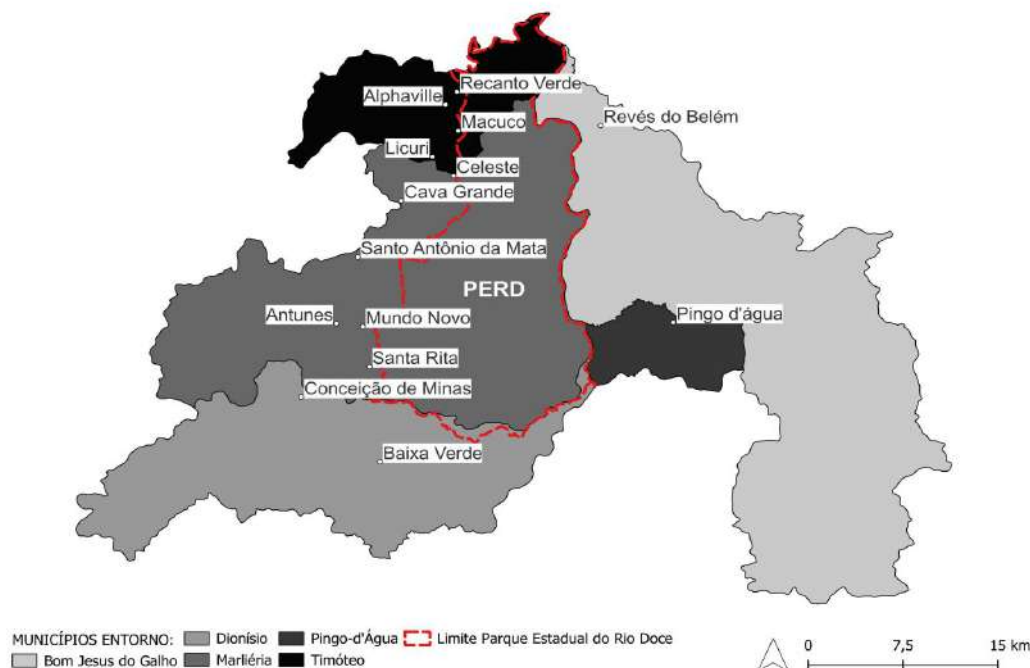 Recanto Verde
Alphaville
Revés do Belém
Macuco
Licuri
Celeste
Cava Grande
Santo Antônio da Mata
PERD
Antunes
Mundo Novo
Pingo d'água
Santa Rita
Conceição de Minas
Baixa Verde
MUNICÍPIOS ENTORNO: Dionísio Pingo-d'Água Limite Parque Estadual do Rio Doce
Bom Jesus do Galho Marliéria Timóteo
0 7,5 15 km